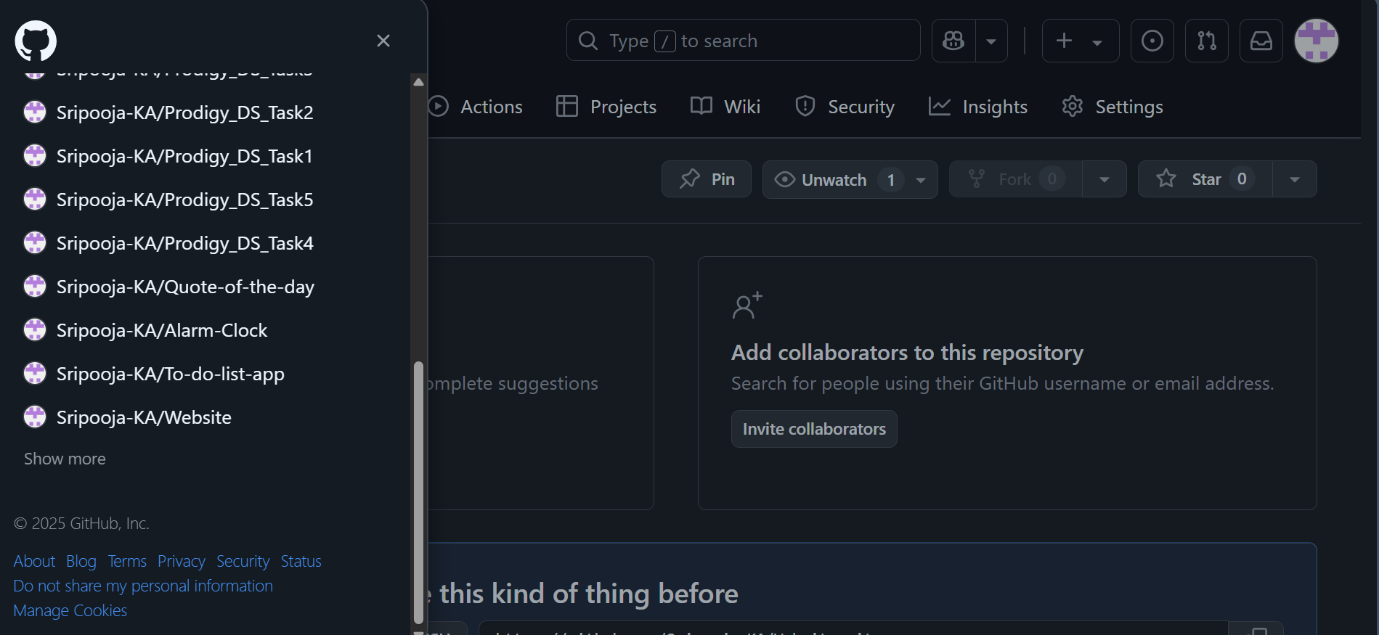 Type / to search
Sripooja-KA/Prodigy_DS_Task3
Sripooja-KA/Prodigy_DS_Task2
Sripooja-KA/Prodigy_DS_Task1
Sripooja-KA/Prodigy_DS_Task5
Sripooja-KA/Prodigy_DS_Task4
Sripooja-KA/Quote-of-the-day
Sripooja-KA/Alarm-Clock
Sripooja-KA/To-do-list-app
Sripooja-KA/Website
Show more
© 2025 GitHub, Inc.
About Blog Terms Privacy Security Status
Do not share my personal information
Manage Cookies
Actions Projects Wiki Security Insights Settings
Pin Unwatch 1 Fork 0 Star 0
omplete suggestions
Add collaborators to this repository
Search for people using their GitHub username or email address.
Invite collaborators
this kind of thing before